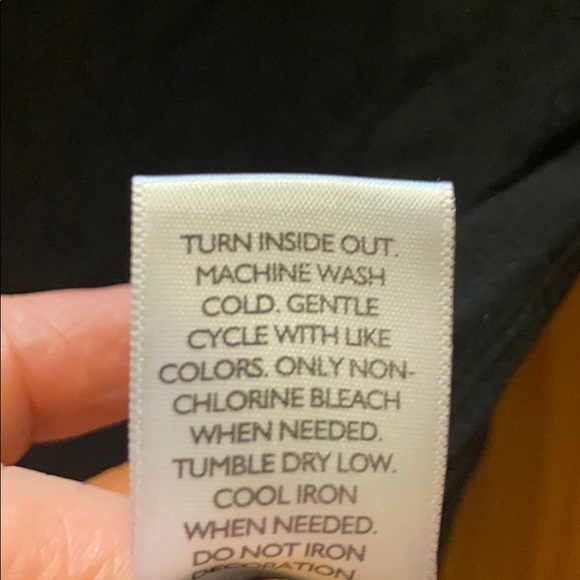 TURN INSIDE OUT.
MACHINE WASH
COLD. GENTLE
CYCLE WITH LIKE
COLORS. ONLY NON-
CHLORINE BLEACH
WHEN NEEDED.
TUMBLE DRY LOW.
COOL IRON
WHEN NEEDED.
DO NOT IRON
DECORATION